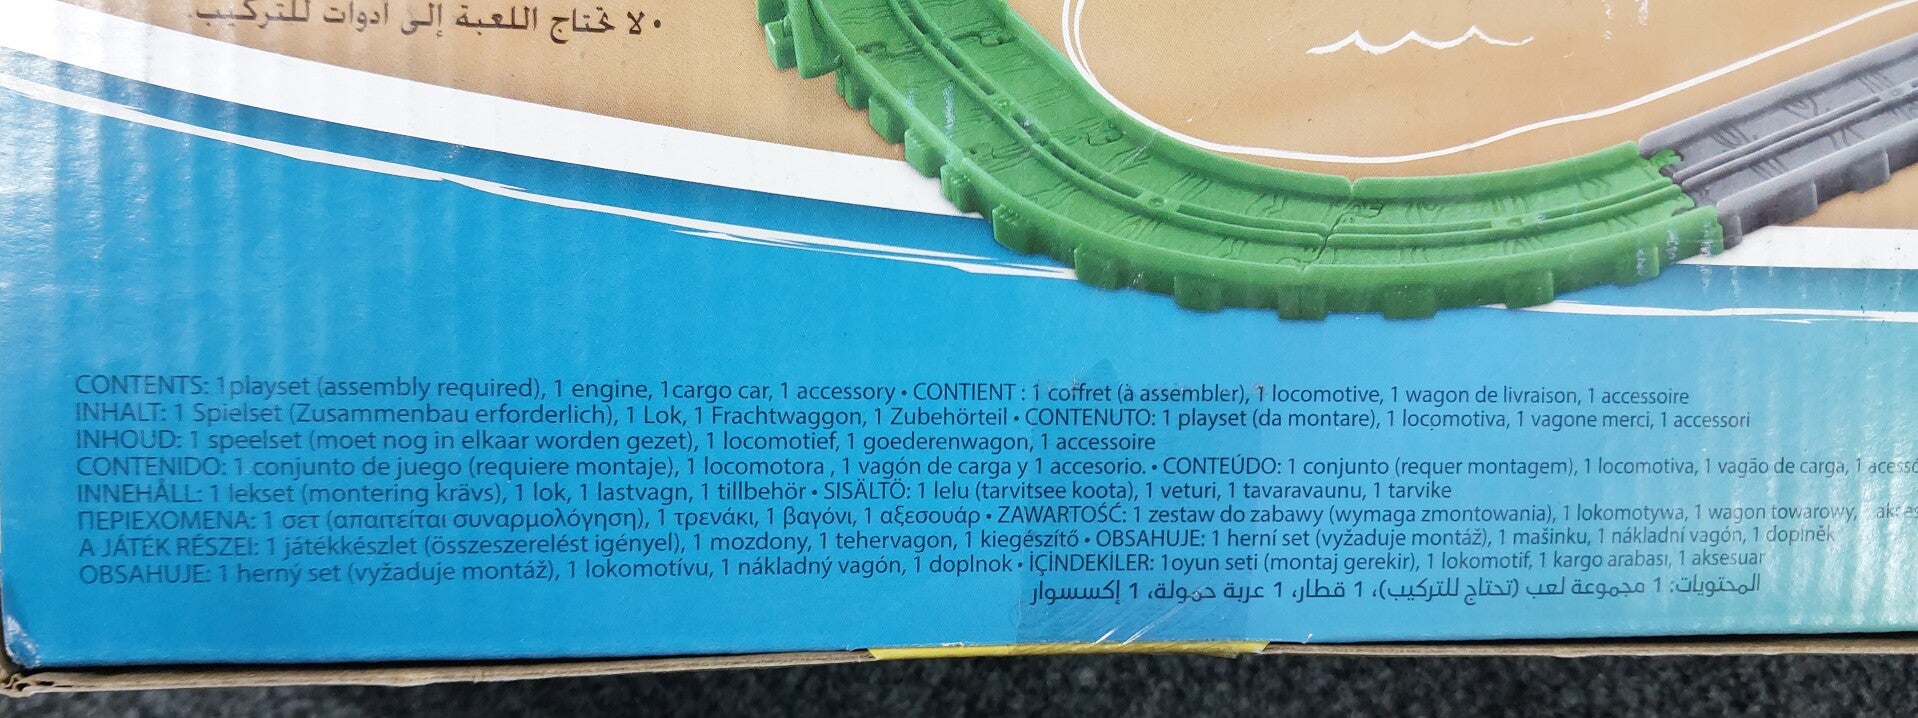 • لا تحتاج اللعبة إلى أدوات للتركيب.
CONTENTS: 1playset (assembly required), 1 engine, 1cargo car, 1 accessory • CONTIENT : 1 coffret (à assembler), 1 locomotive, 1 wagon de livraison, 1 accessoire
INHALT: 1 Spielset (Zusammenbau erforderlich), 1 Lok, 1 Frachtwaggon, 1 Zubehörteil • CONTENUTO: 1 playset (da montare), 1 locomotiva, 1 vagone merci, 1 accessori
INHOUD: 1 speelset (moet nog in elkaar worden gezet), 1 locomotief, 1 goederenwagon, 1 accessoire
CONTENIDO: 1 conjunto de juego (requiere montaje), 1 locomotora , 1 vagón de carga y 1 accesorio. • CONTEÚDO: 1 conjunto (requer montagem), 1 locomotiva, 1 vagão de carga, 1
INNEHÅLL: 1 lekset (montering krävs), 1 lok, 1 lastvagn, 1 tillbehör • SISÄLTÖ: 1 lelu (tarvitsee koota), 1 veturi, 1 tavaravaunu, 1 tarvike
ΠΕΡΙΕΧΟΜΕΝΑ: 1 σετ (απαιτείται συναρμολόγηση), 1 τρενάκι, 1 βαγόνι, 1 αξεσουάρ • ZAWARTOŚĆ: 1 zestaw do zabawy (wymaga zmontowania), 1 lokomotywa, 1 wagon towarowy,
A JÁTÉK RÉSZEI: 1 játékkészlet (összeszerelést igényel), 1 mozdony, 1 tehervagon, 1 kiegészítő • OBSAHUJE: 1 herní set (vyžaduje montáž), 1 mašinku, 1 nákladní vagón, 1 doplněk
OBSAHUJE: 1 herný set (vyžaduje montáž), 1 lokomotívu, 1 nákladný vagón, 1 doplnok • İÇİNDEKİLER: 1oyun seti (montaj gerekir), 1 lokomotif, 1 kargo arabası, 1 aksesuar
المحتويات: 1 مجموعة لعب (تحتاج للتركيب)، 1 قطار، 1 عربة حمولة، 1 إكسسوار